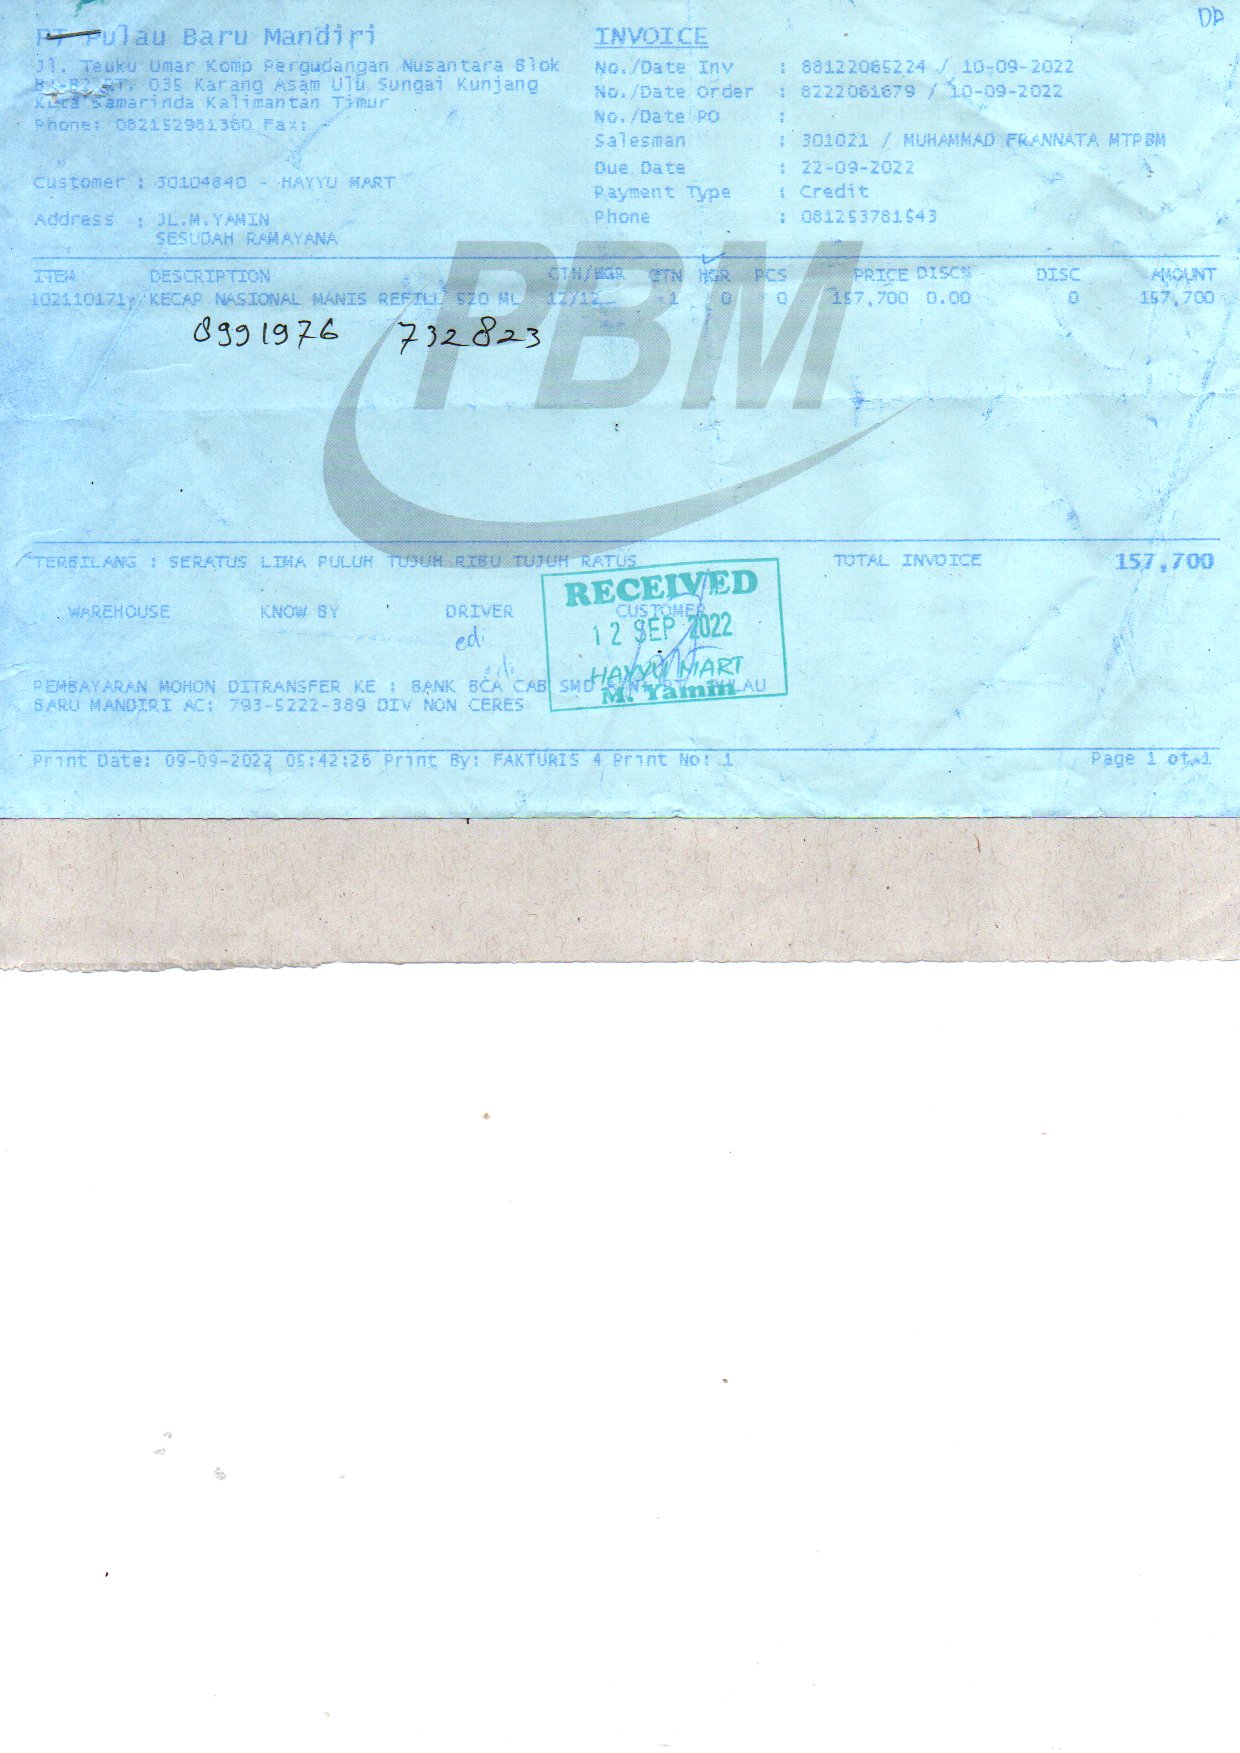 DA
PT Pulau Baru Mandiri
Jl. Teuku Umar Komp Pergudangan Nusantara Blok
RT. 035 Karang Asam Ulu Sungai Kunjang
Kota Samarinda Kalimantan Timur
Phone: 082152981360 Fax: -
Customer : 30104840 - HAYYU MART
Address : JL.M.YAMIN
SESUDAH RAMAYANA
INVOICE
No./Date Inv : 88122065224 / 10-09-2022
No./Date Order : 8222061679 / 10-09-2022
No./Date PO :
Salesman : 301021 / MUHAMMAD FRANNATA MTPBM
Due Date : 22-09-2022
Payment Type : Credit
Phone : 081253781543
PBM
ITEM DESCRIPTION CTN/HGR CTN HGR PCS PRICE DISC% DISC AMOUNT
102110171 KECAP NASIONAL MANIS REFILL 520 ML 12/12 1 0 0 157,700 0.00 0 157,700
8991976 732823
TERBILANG : SERATUS LIMA PULUH TUJUH RIBU TUJUH RATUS TOTAL INVOICE 157,700
WAREHOUSE KNOW BY DRIVER CUSTOMER
edi
edi
RECEIVED
12 SEP 2022
HAYYU MART
M. Yamin
PEMBAYARAN MOHON DITRANSFER KE : BANK BCA CAB SMD PULAU
BARU MANDIRI AC: 793-5222-389 DIV NON CERES
Print Date: 09-09-2022 05:42:26 Print By: FAKTURIS 4 Print No: 1 Page 1 of 1